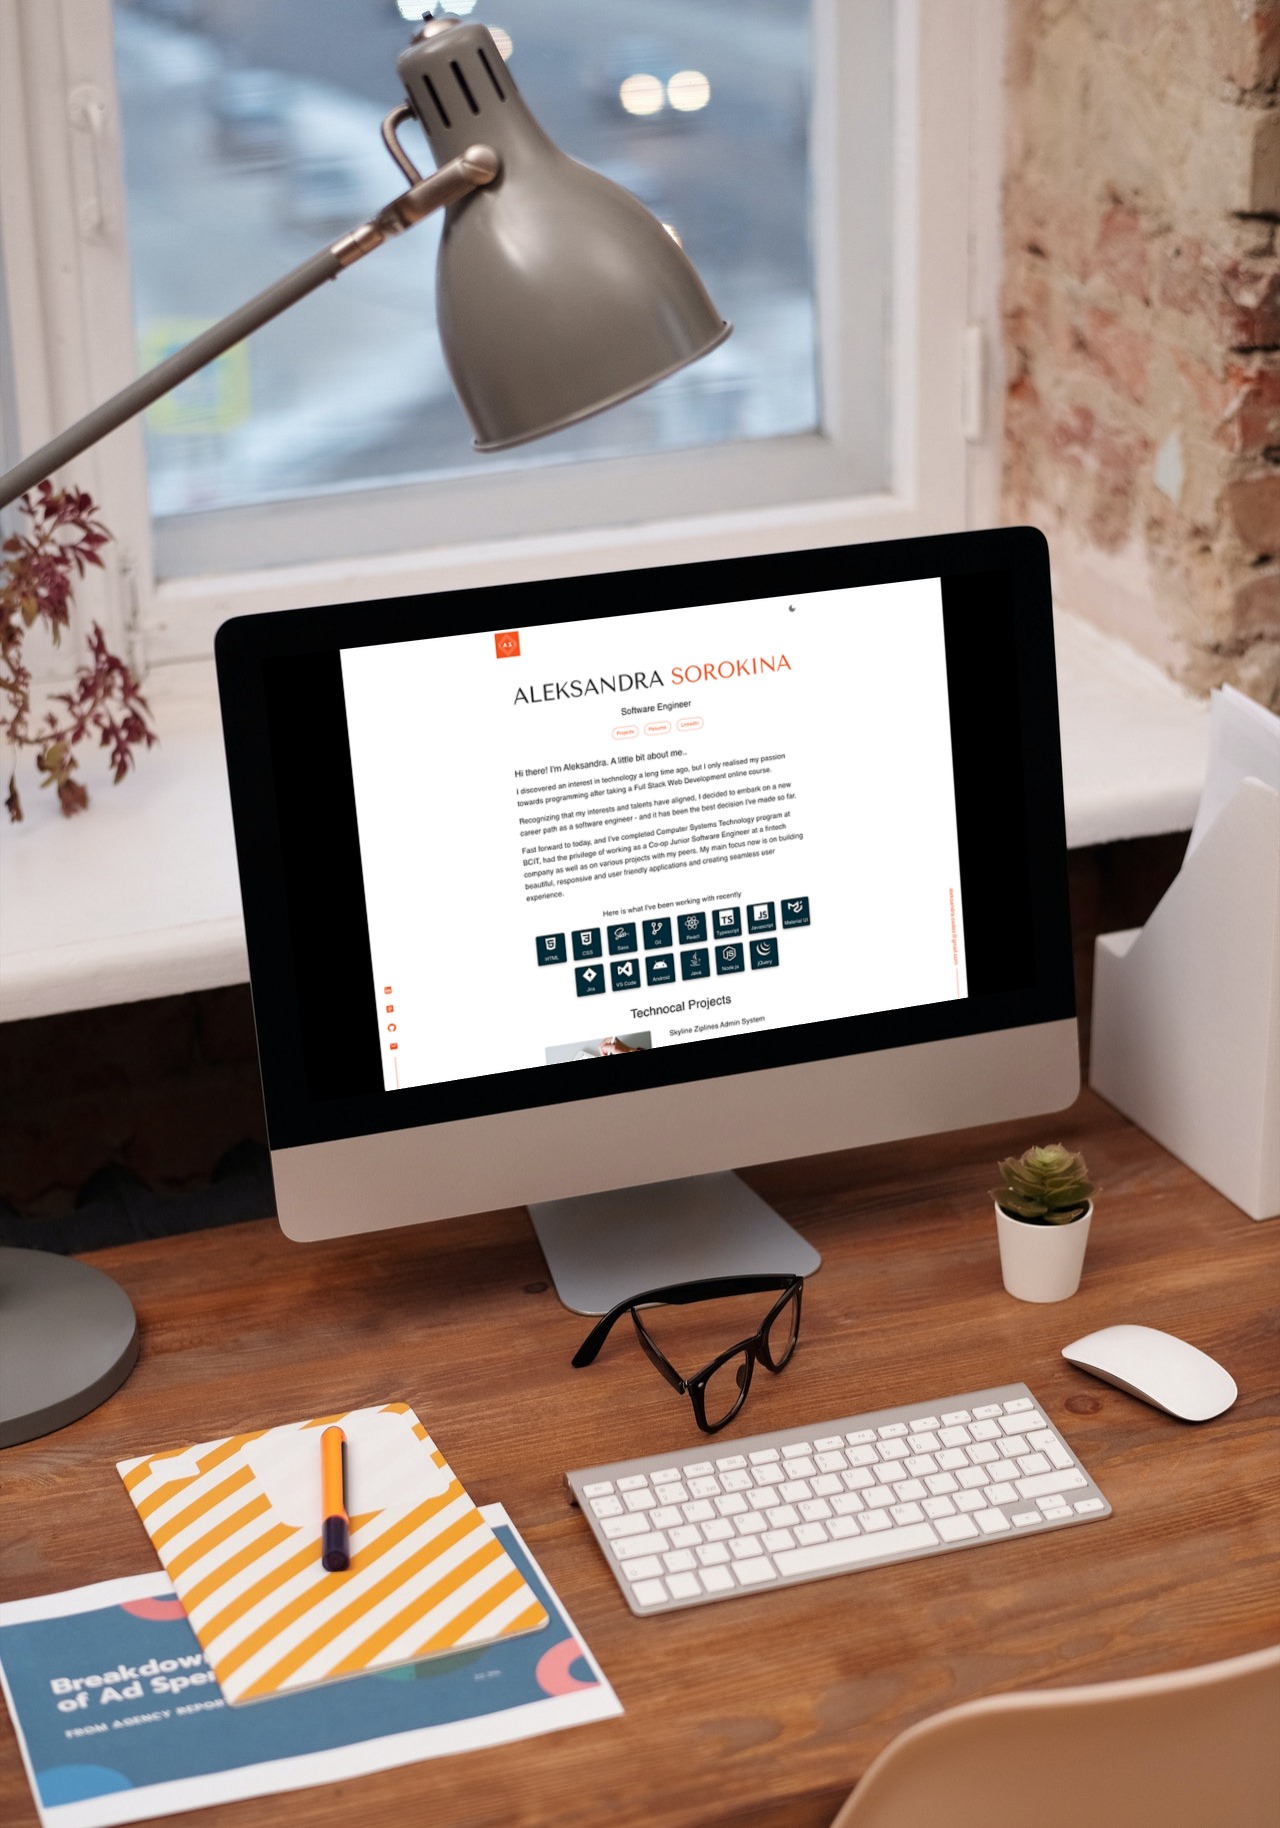 AS
ALEKSANDRA SOROKINA
Software Engineer
Projects
Resume
LinkedIn
Hi there! I'm Aleksandra. A little bit about me..
I discovered an interest in technology a long time ago, but I only realised my passion
towards programming after taking a Full Stack Web Development online course.
Recognizing that my interests and talents have aligned, I decided to embark on a new
career path as a software engineer - and it has been the best decision I've made so far.
Fast forward to today, and I've completed Computer Systems Technology program at
BCIT, had the privilege of working as a Co-op Junior Software Engineer at a fintech
company as well as on various projects with my peers. My main focus now is on building
beautiful, responsive and user friendly applications and creating seamless user
experience.
Here is what I've been working with recently
HTML CSS Sass Git React Typescript Javascript Material UI
Jira VS Code Android Java Node.js jQuery
Technocal Projects
Skyline Ziplines Admin System
Breakdown
of Ad Spen
FROM AGENCY REPOR